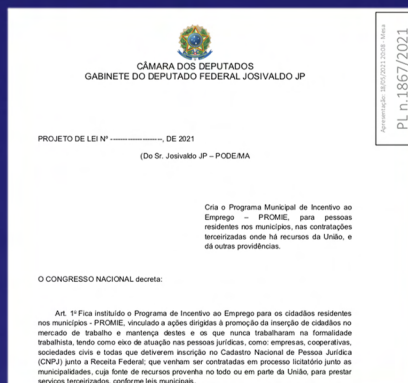 CÂMARA DOS DEPUTADOS
GABINETE DO DEPUTADO FEDERAL JOSIVALDO JP
Apresentação: 18/05/2021 20:08 - Mesa
PL n.1867/2021
PROJETO DE LEI Nº --------------------, DE 2021
(Do Sr. Josivaldo JP – PODE/MA
Cria o Programa Municipal de Incentivo ao
Emprego – PROMIE, para pessoas
residentes nos municípios, nas contratações
terceirizadas onde há recursos da União, e
dá outras providências.
O CONGRESSO NACIONAL decreta:
Art. 1º Fica instituído o Programa de Incentivo ao Emprego para os cidadãos residentes
nos municípios - PROMIE, vinculado a ações dirigidas à promoção da inserção de cidadãos no
mercado de trabalho e mantença destes e os que nunca trabalharam na formalidade
trabalhista, tendo como eixo de atuação nas pessoas jurídicas, como: empresas, cooperativas,
sociedades civis e todas que detiverem inscrição no Cadastro Nacional de Pessoa Jurídica
(CNPJ) junto a Receita Federal; que venham ser contratadas em processo licitatório junto as
municipalidades, cuja fonte de recursos provenha no todo ou em parte da União, para prestar
serviços terceirizados, conforme leis municipais.